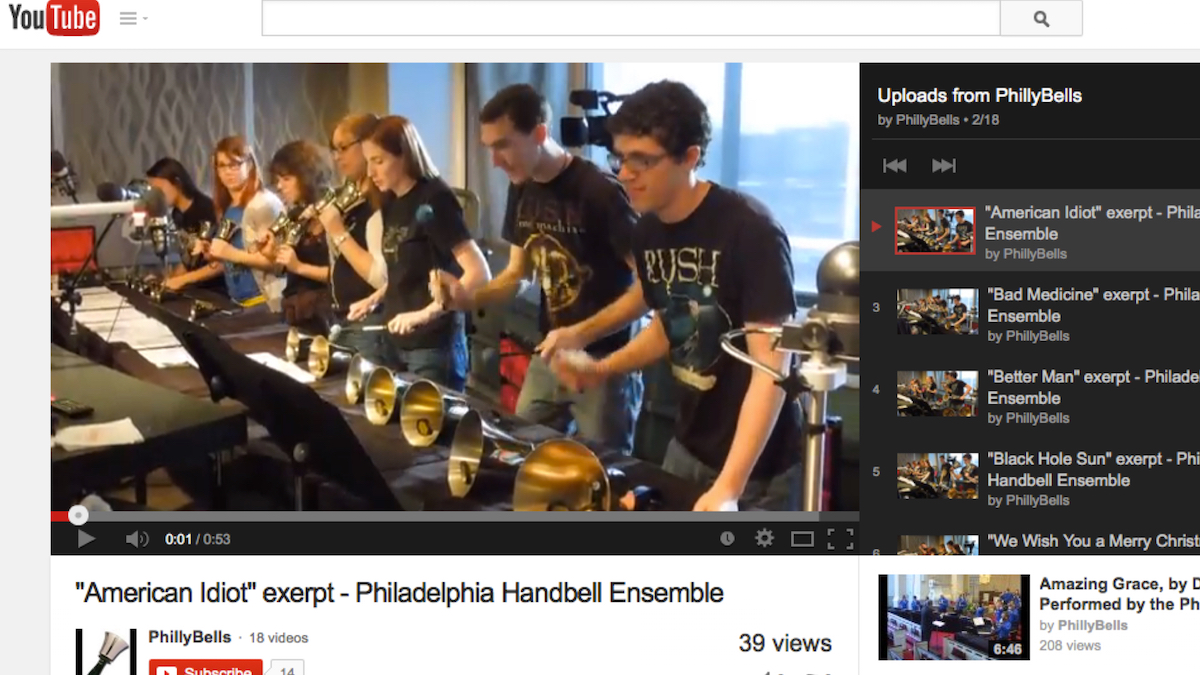 YouTube
PUSH
0:01 / 0:53
"American Idiot" exerpt - Philadelphia Handbell Ensemble
PhillyBells · 18 videos
Subscribe 14
39 views
Uploads from PhillyBells
by PhillyBells • 2/18
"American Idiot" exerpt - Phila
Ensemble
by PhillyBells
3
"Bad Medicine" exerpt - Phila
Ensemble
by PhillyBells
4
"Better Man" exerpt - Philadel
Ensemble
by PhillyBells
5
"Black Hole Sun" exerpt - Phi
Handbell Ensemble
by PhillyBells
6
"We Wish You a Merry Christ
6:46
Amazing Grace, by D
Performed by the Ph
by PhillyBells
208 views